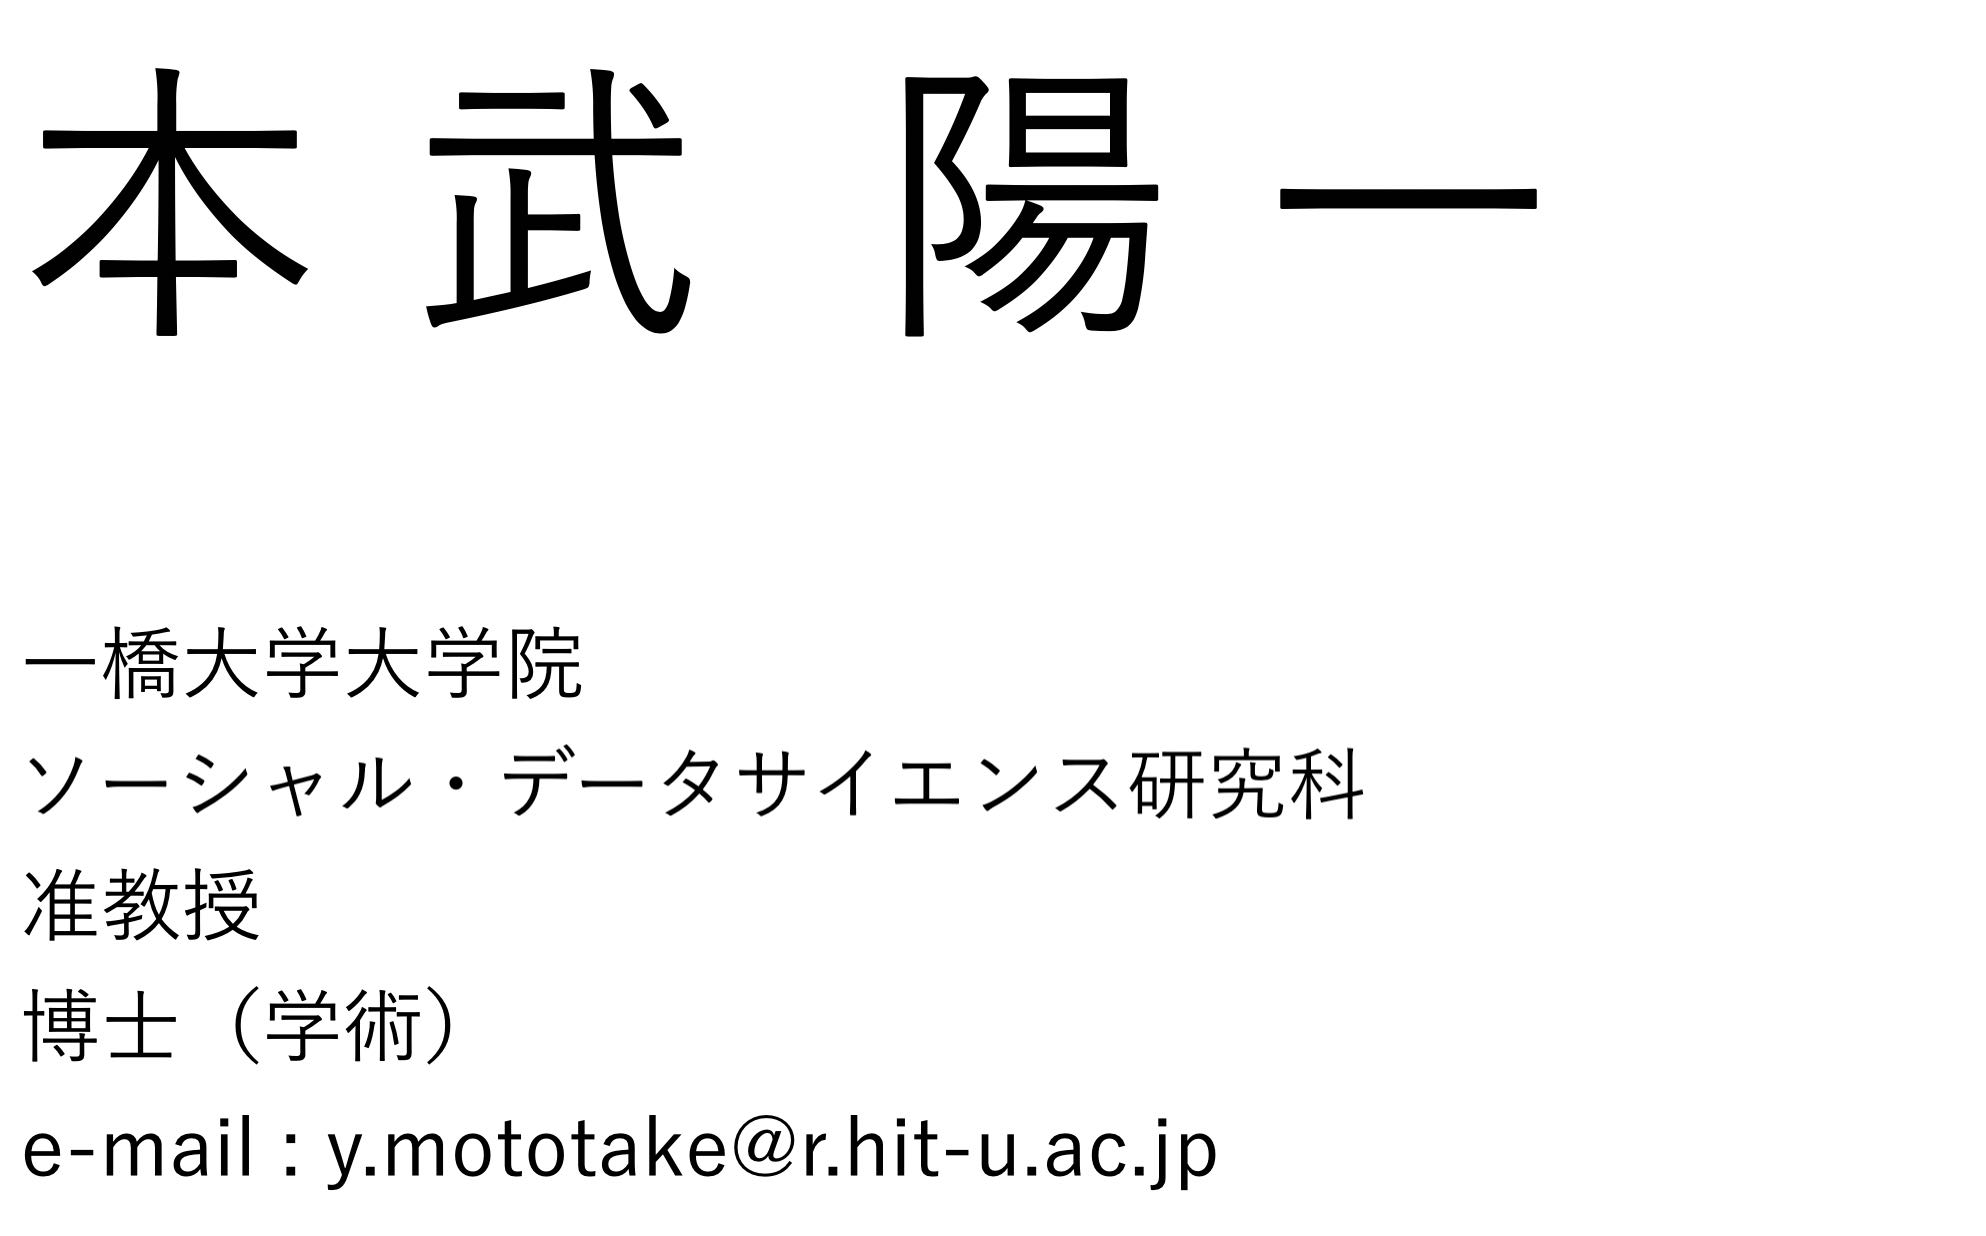 本武 陽一
一橋大学大学院
ソーシャル・データサイエンス研究科
准教授
博士（学術）
e-mail : y.mototake@r.hit-u.ac.jp